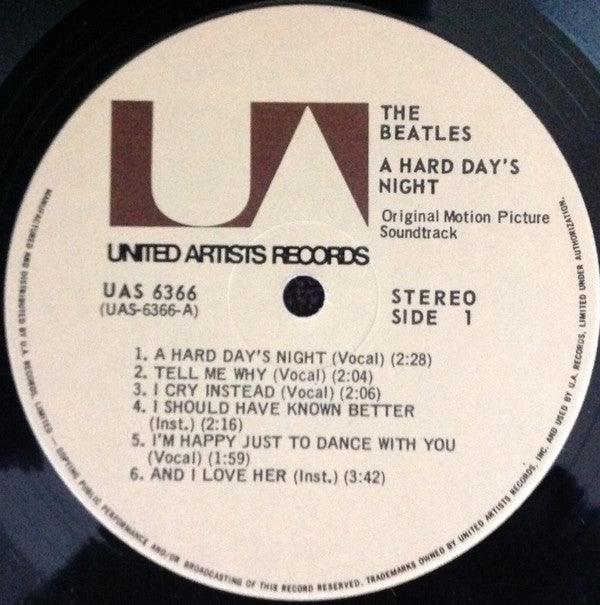 UA
THE
BEATLES
A HARD DAY'S
NIGHT
Original Motion Picture
Soundtrack
UNITED ARTISTS RECORDS
UAS 6366
(UAS-6366-A)
STEREO
SIDE 1
1. A HARD DAY'S NIGHT (Vocal) (2:28)
2. TELL ME WHY (Vocal) (2:04)
3. I CRY INSTEAD (Vocal) (2:06)
4. I SHOULD HAVE KNOWN BETTER
(Inst.) (2:16)
5. I'M HAPPY JUST TO DANCE WITH YOU
(Vocal) (1:59)
6. AND I LOVE HER (Inst.) (3:42)
MANUFACTURED AND DISTRIBUTED BY U.A. RECORDS, LIMITED — COPYING PUBLIC PERFORMANCE AND/OR BROADCASTING OF THIS RECORD RESERVED. TRADEMARKS OWNED BY UNITED ARTISTS RECORDS, INC. AND USED BY U.A. RECORDS, LIMITED UNDER AUTHORIZATION.